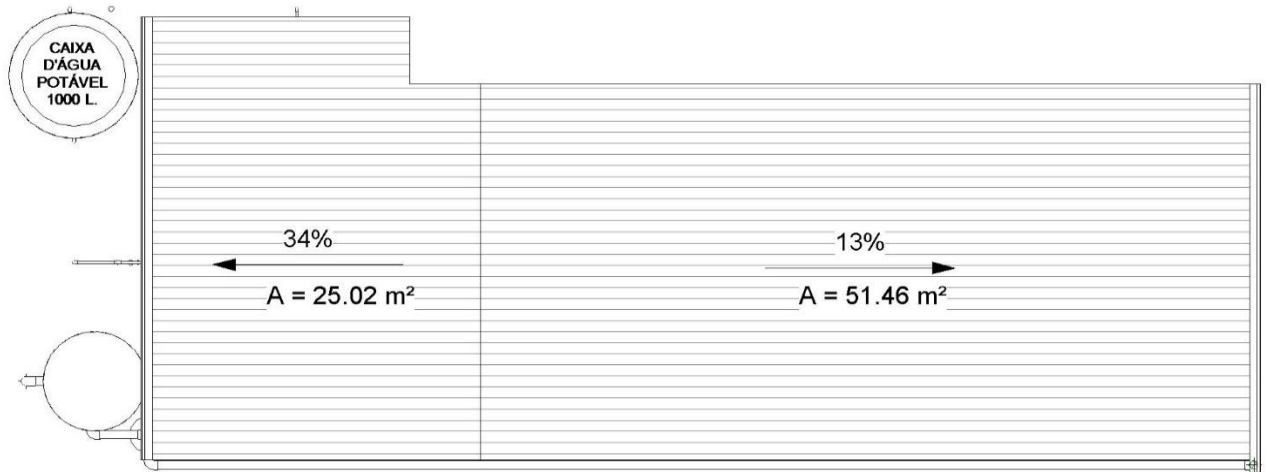 CAIXA
D'ÁGUA
POTÁVEL
1000 L.
34%
A = 25.02 m²
13%
A = 51.46 m²